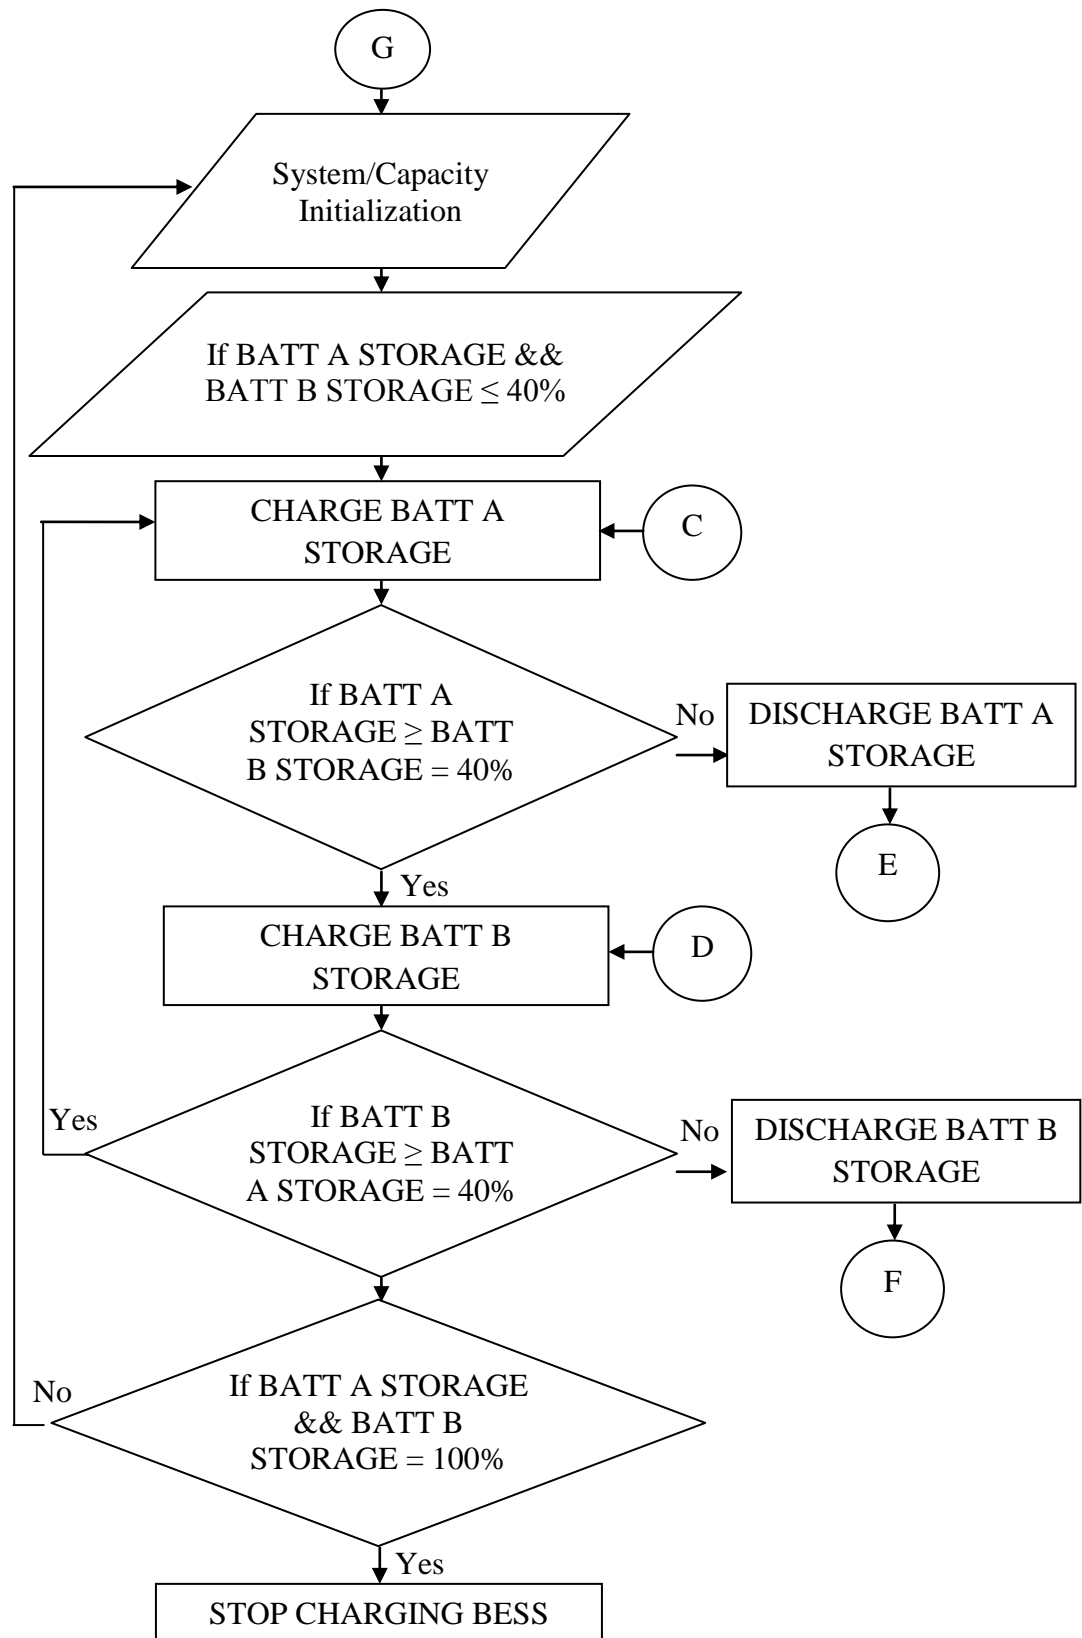 G
System/Capacity
Initialization
If BATT A STORAGE &&
BATT B STORAGE ≤ 40%
CHARGE BATT A
STORAGE
C
If BATT A
STORAGE ≥ BATT
B STORAGE = 40%
No
DISCHARGE BATT A
STORAGE
E
Yes
CHARGE BATT B
STORAGE
D
Yes
If BATT B
STORAGE ≥ BATT
A STORAGE = 40%
No
DISCHARGE BATT B
STORAGE
F
No
If BATT A STORAGE
&& BATT B
STORAGE = 100%
Yes
STOP CHARGING BESS